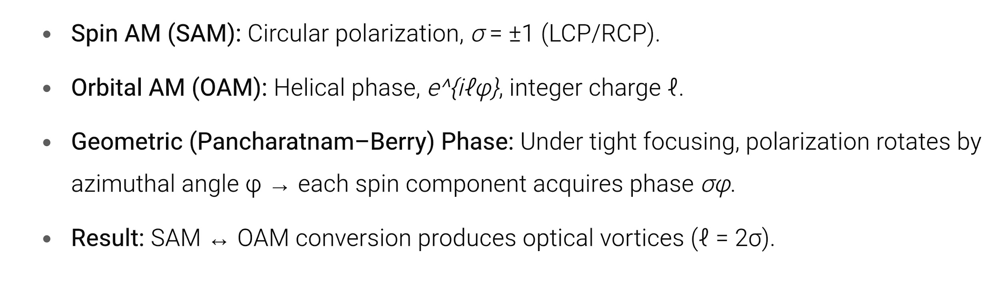 • Spin AM (SAM): Circular polarization, σ = ±1 (LCP/RCP).
• Orbital AM (OAM): Helical phase, e^{iℓφ}, integer charge ℓ.
• Geometric (Pancharatnam–Berry) Phase: Under tight focusing, polarization rotates by
azimuthal angle φ → each spin component acquires phase σφ.
• Result: SAM ↔ OAM conversion produces optical vortices (ℓ = 2σ).